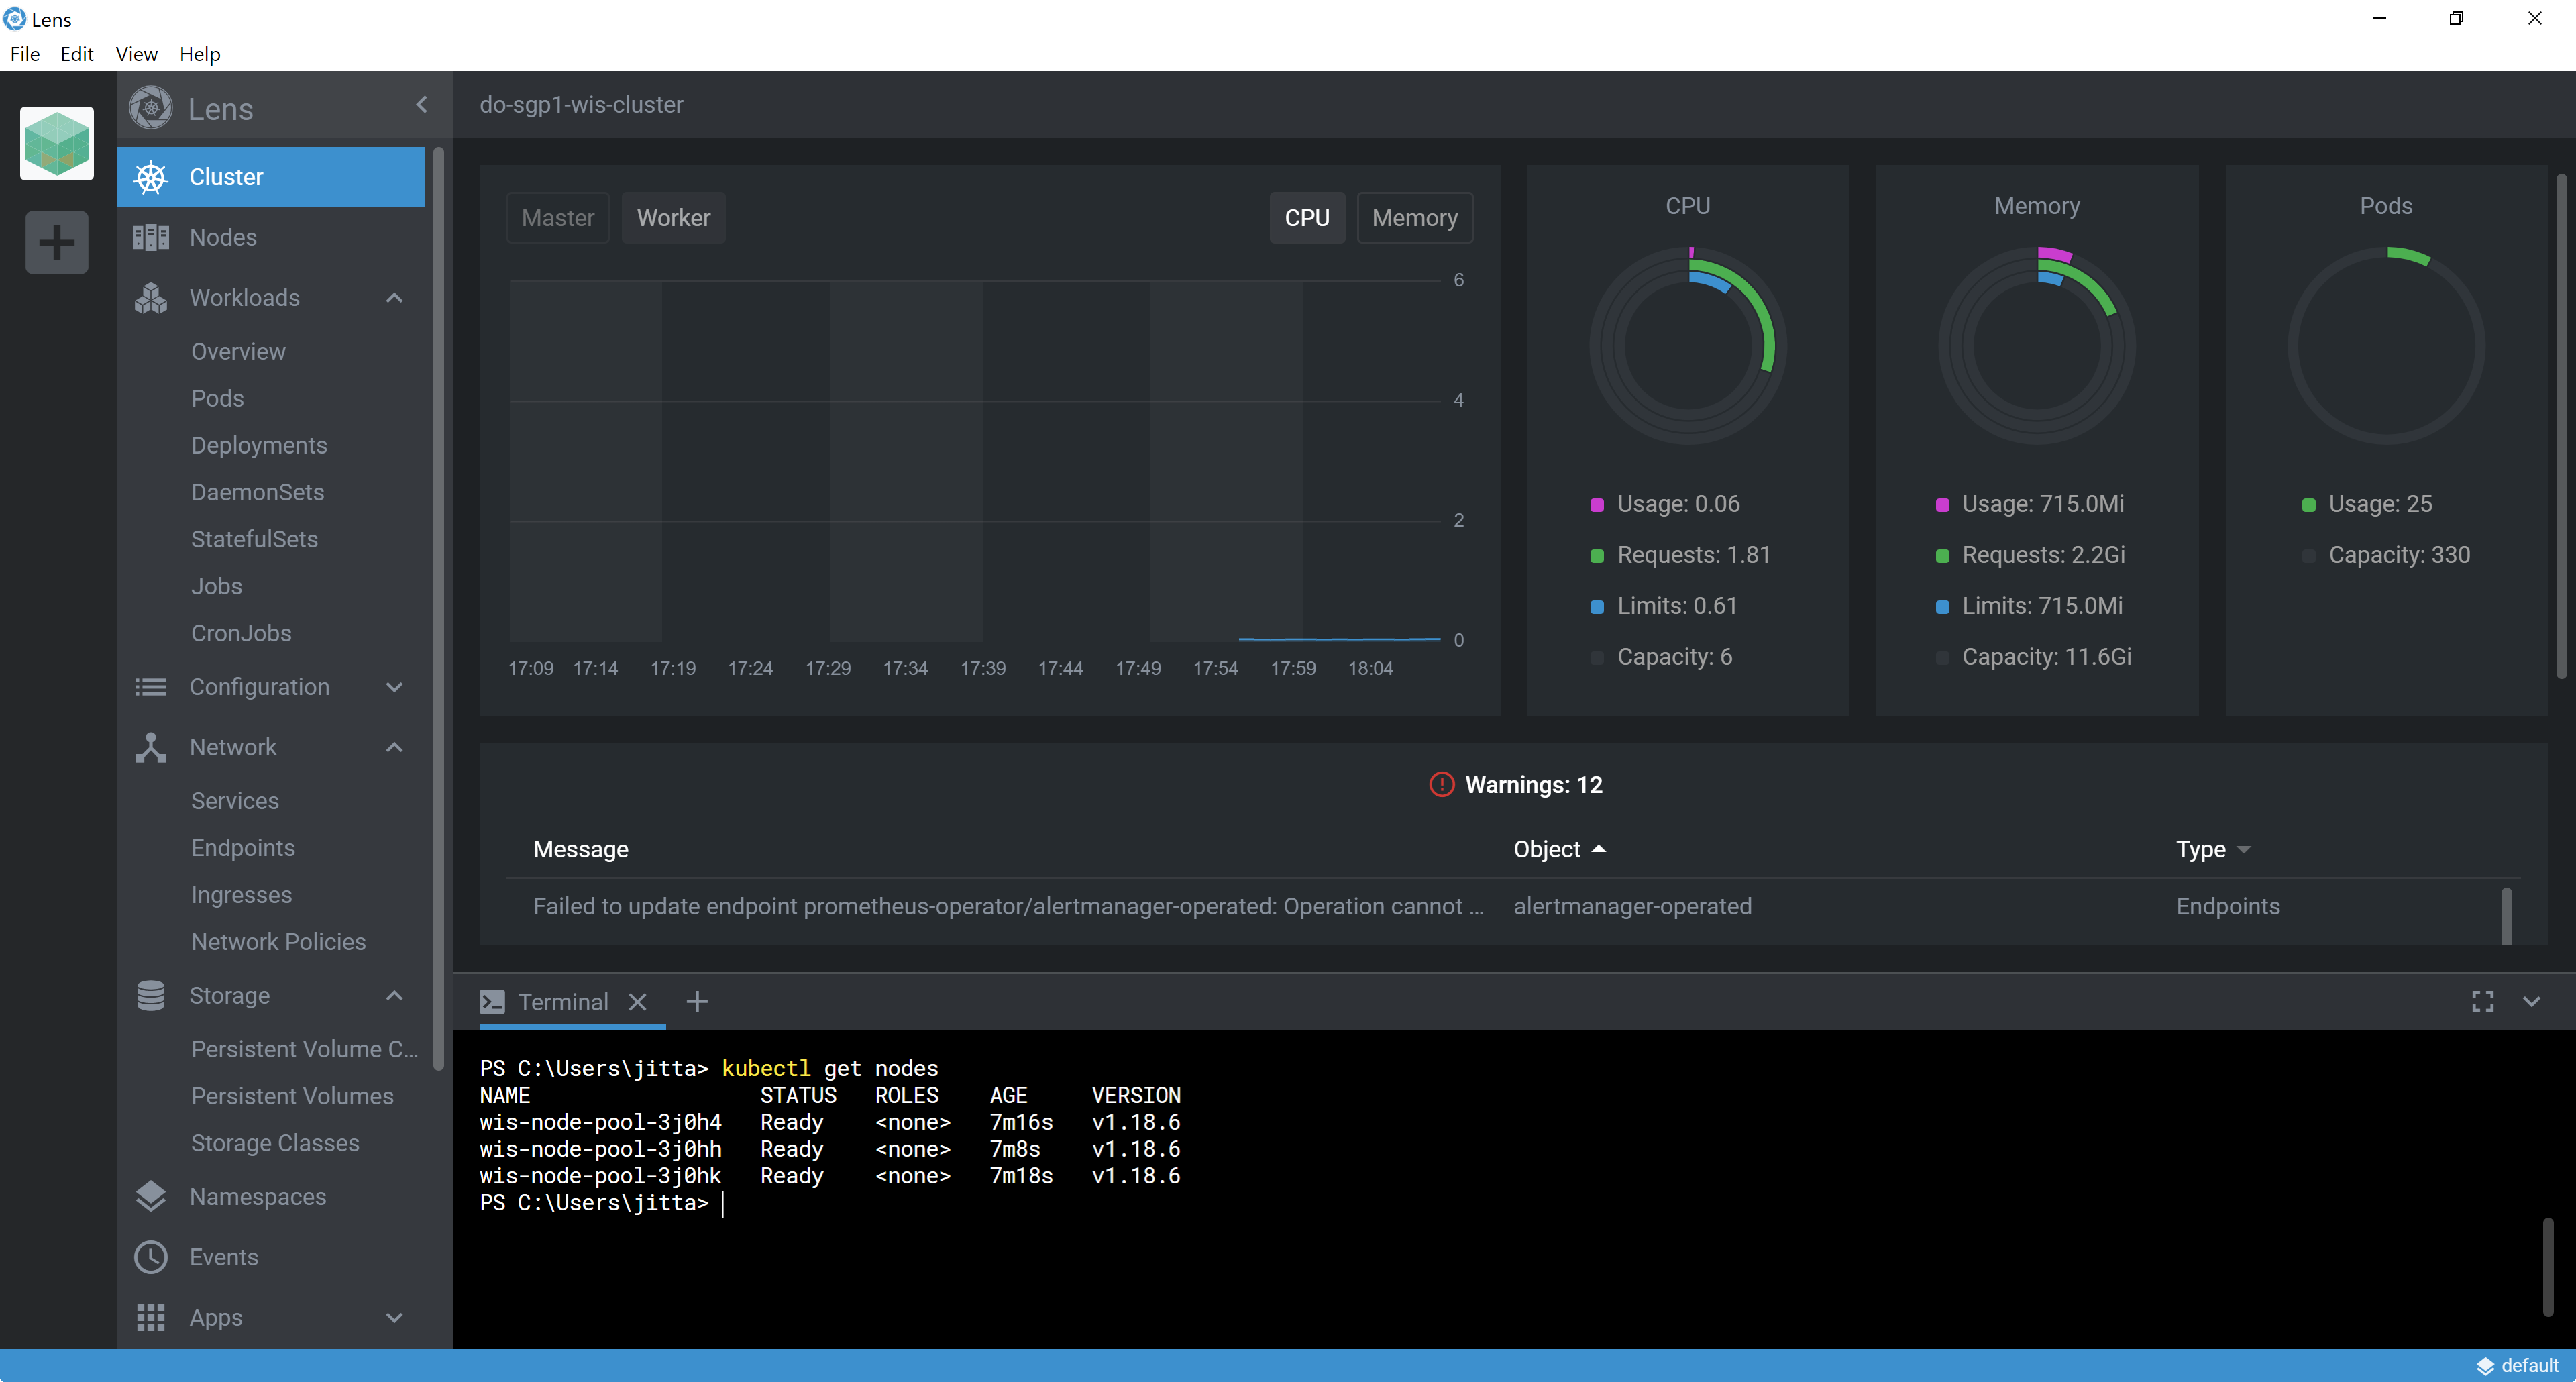 Lens
File Edit View Help
Lens
Cluster
Nodes
Workloads
Overview
Pods
Deployments
DaemonSets
StatefulSets
Jobs
CronJobs
Configuration
Network
Services
Endpoints
Ingresses
Network Policies
Storage
Persistent Volume C...
Persistent Volumes
Storage Classes
Namespaces
Events
Apps
do-sgp1-wis-cluster
Master Worker CPU Memory
6
4
2
0
17:09 17:14 17:19 17:24 17:29 17:34 17:39 17:44 17:49 17:54 17:59 18:04
CPU
Usage: 0.06
Requests: 1.81
Limits: 0.61
Capacity: 6
Memory
Usage: 715.0Mi
Requests: 2.2Gi
Limits: 715.0Mi
Capacity: 11.6Gi
Pods
Usage: 25
Capacity: 330
Warnings: 12
Message Object Type
Failed to update endpoint prometheus-operator/alertmanager-operated: Operation cannot ... alertmanager-operated Endpoints
Terminal
PS C:\Users\jitta> kubectl get nodes
NAME STATUS ROLES AGE VERSION
wis-node-pool-3j0h4 Ready <none> 7m16s v1.18.6
wis-node-pool-3j0hh Ready <none> 7m8s v1.18.6
wis-node-pool-3j0hk Ready <none> 7m18s v1.18.6
PS C:\Users\jitta>
default